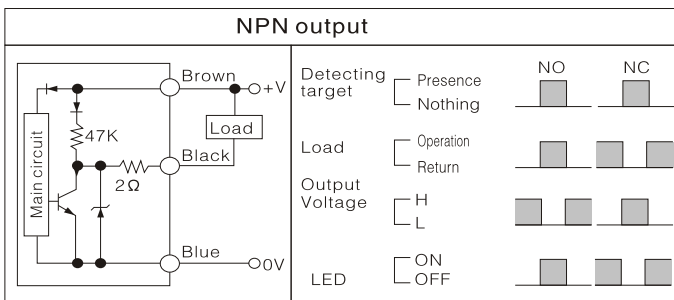 NPN output
Brown
+V
47K
Load
Black
2Ω
Main circuit
Blue
0V
NO NC
Detecting target
Presence
Nothing
Load
Operation
Return
Output Voltage
H
L
LED
ON
OFF